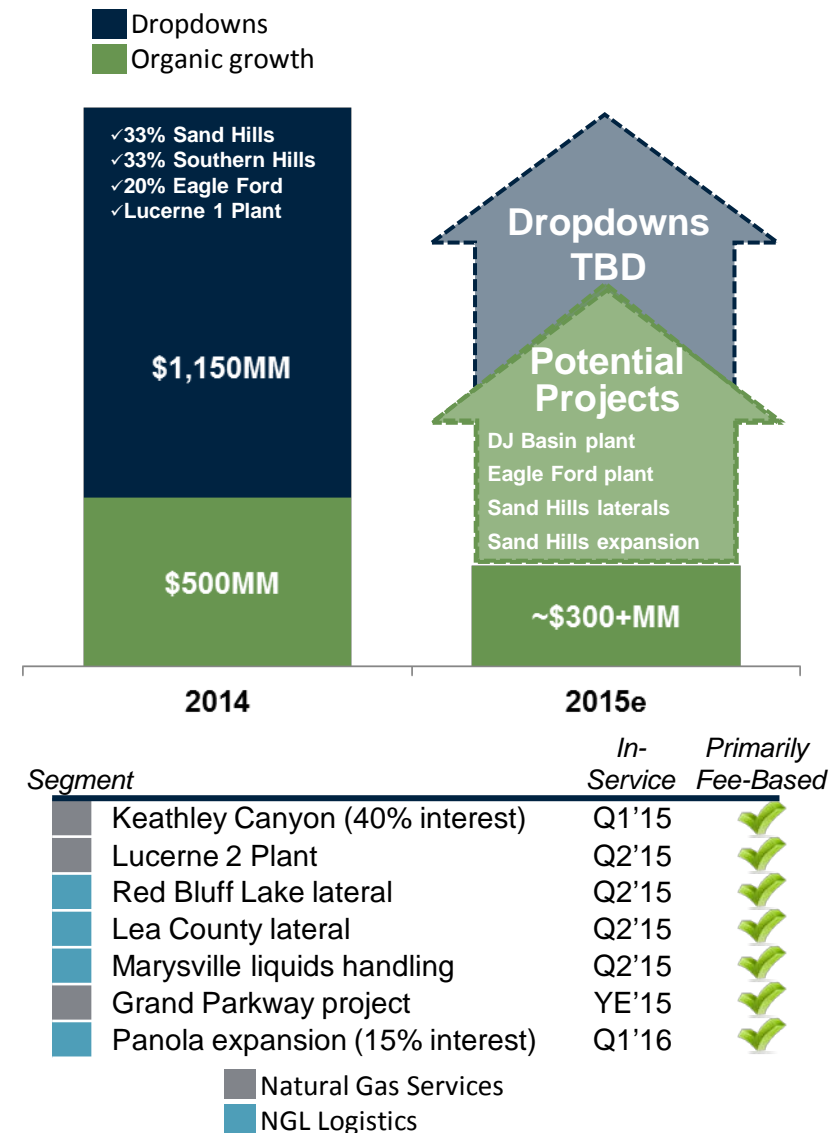 Dropdowns
Organic growth
✓33% Sand Hills
✓33% Southern Hills
✓20% Eagle Ford
✓Lucerne 1 Plant
$1,150MM
$500MM
Dropdowns
TBD
Potential
Projects
DJ Basin plant
Eagle Ford plant
Sand Hills laterals
Sand Hills expansion
~$300+MM
2014 2015e
In- Primarily
Segment Service Fee-Based
Keathley Canyon (40% interest) Q1’15
Lucerne 2 Plant Q2’15
Red Bluff Lake lateral Q2’15
Lea County lateral Q2’15
Marysville liquids handling Q2’15
Grand Parkway project YE’15
Panola expansion (15% interest) Q1’16
Natural Gas Services
NGL Logistics